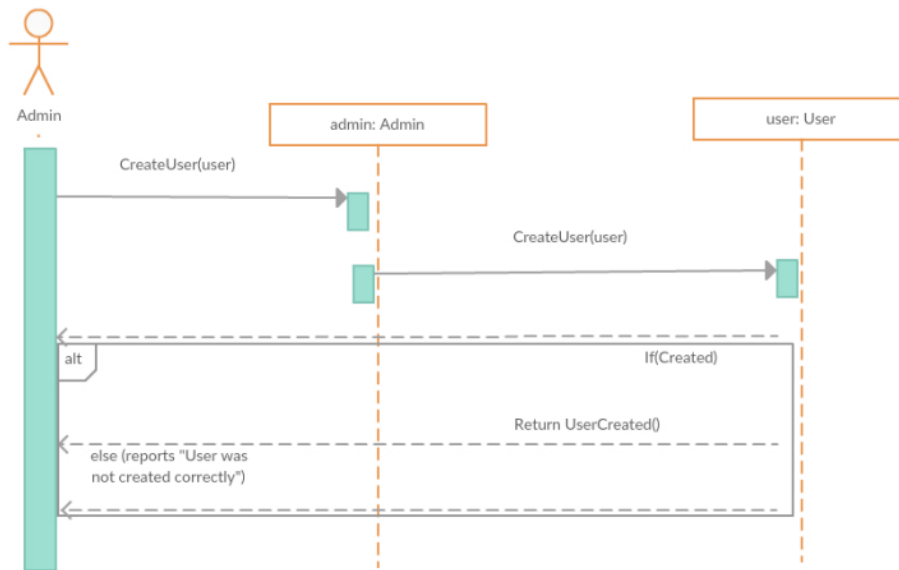 Admin
admin: Admin
user: User
CreateUser(user)
CreateUser(user)
alt
If(Created)
Return UserCreated()
else (reports "User was
not created correctly")